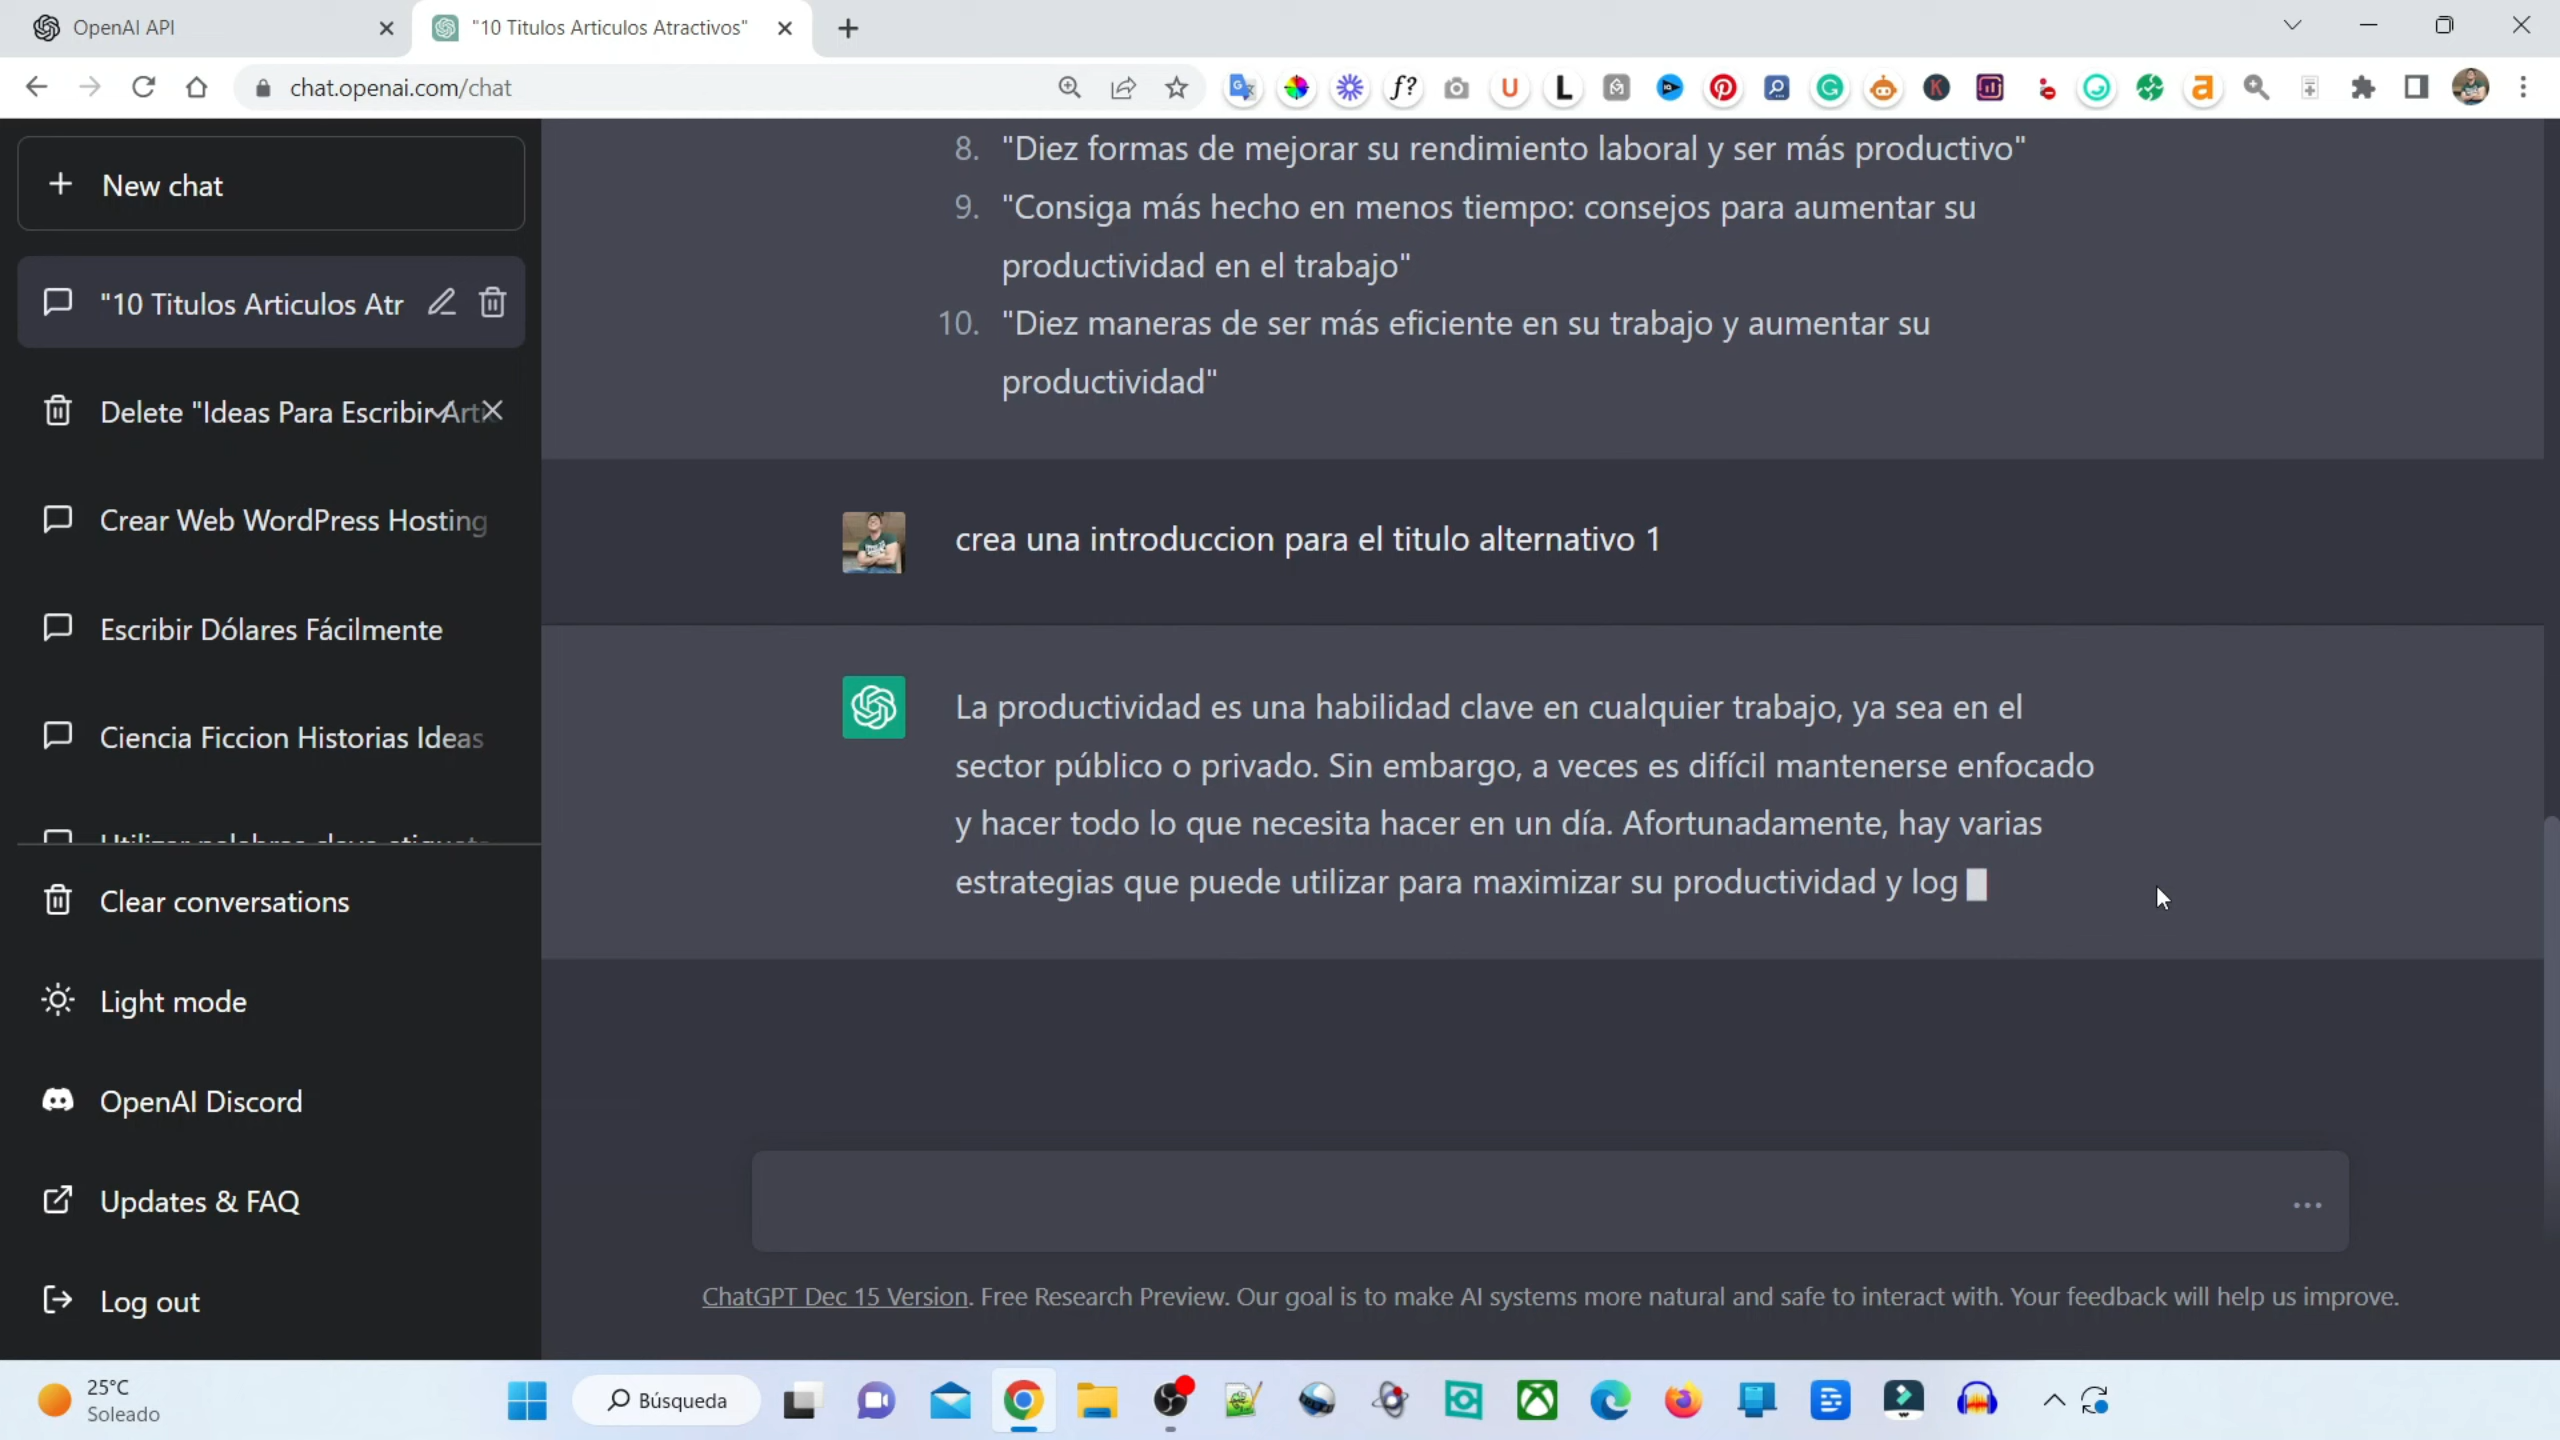 OpenAI API
"10 Titulos Articulos Atractivos"
chat.openai.com/chat
New chat
"10 Titulos Articulos Atr
Delete "Ideas Para Escribir Artic
Crear Web WordPress Hosting
Escribir Dólares Fácilmente
Ciencia Ficcion Historias Ideas
Utilizar palabras clave etiquetas
Clear conversations
Light mode
OpenAI Discord
Updates & FAQ
Log out
8. "Diez formas de mejorar su rendimiento laboral y ser más productivo"
9. "Consiga más hecho en menos tiempo: consejos para aumentar su
productividad en el trabajo"
10. "Diez maneras de ser más eficiente en su trabajo y aumentar su
productividad"
crea una introduccion para el titulo alternativo 1
La productividad es una habilidad clave en cualquier trabajo, ya sea en el
sector público o privado. Sin embargo, a veces es difícil mantenerse enfocado
y hacer todo lo que necesita hacer en un día. Afortunadamente, hay varias
estrategias que puede utilizar para maximizar su productividad y log
ChatGPT Dec 15 Version. Free Research Preview. Our goal is to make AI systems more natural and safe to interact with. Your feedback will help us improve.
25°C
Soleado
Búsqueda